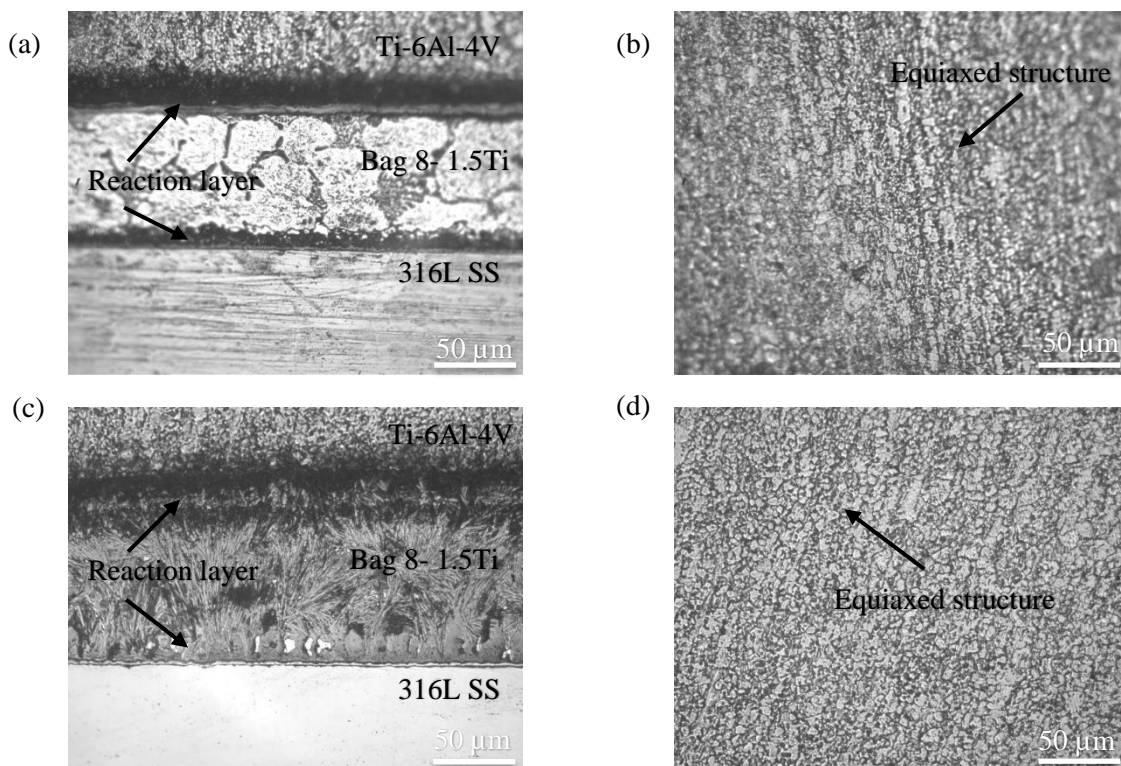 (a)
Ti-6Al-4V
Bag 8- 1.5Ti
Reaction layer
316L SS
50 µm
(b)
Equiaxed structure
50 µm
(c)
Ti-6Al-4V
Bag 8- 1.5Ti
Reaction layer
316L SS
50 µm
(d)
Equiaxed structure
50 µm